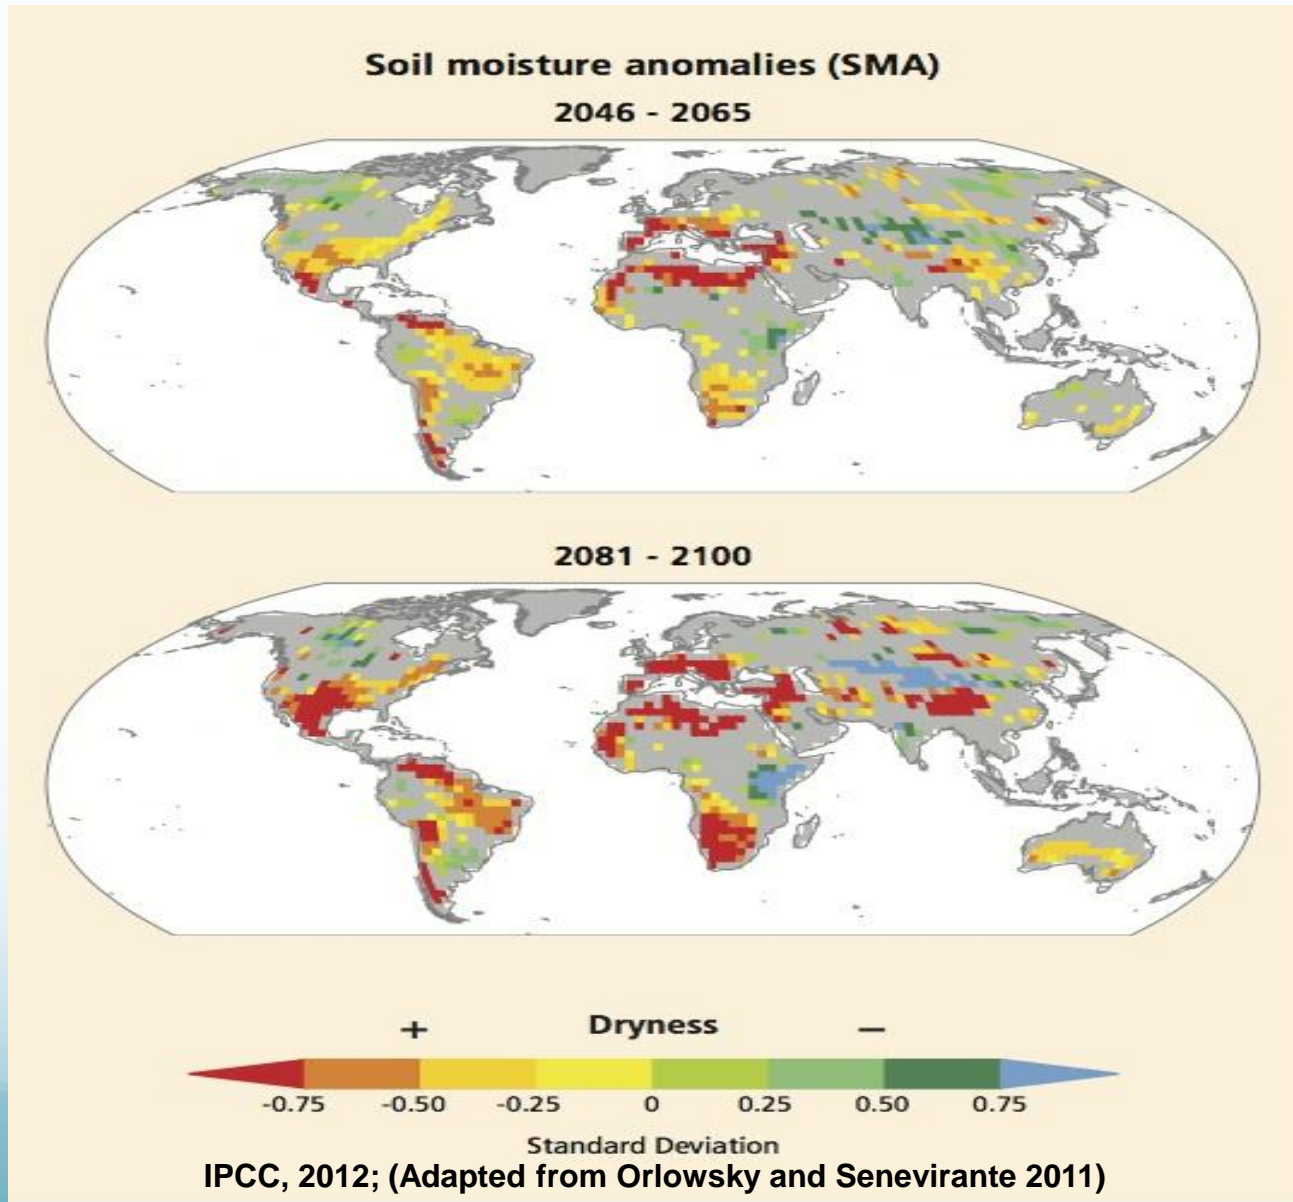 Soil moisture anomalies (SMA)
2046 - 2065
2081 - 2100
+ Dryness −
-0.75 -0.50 -0.25 0 0.25 0.50 0.75
Standard Deviation
IPCC, 2012; (Adapted from Orlowsky and Senevirante 2011)